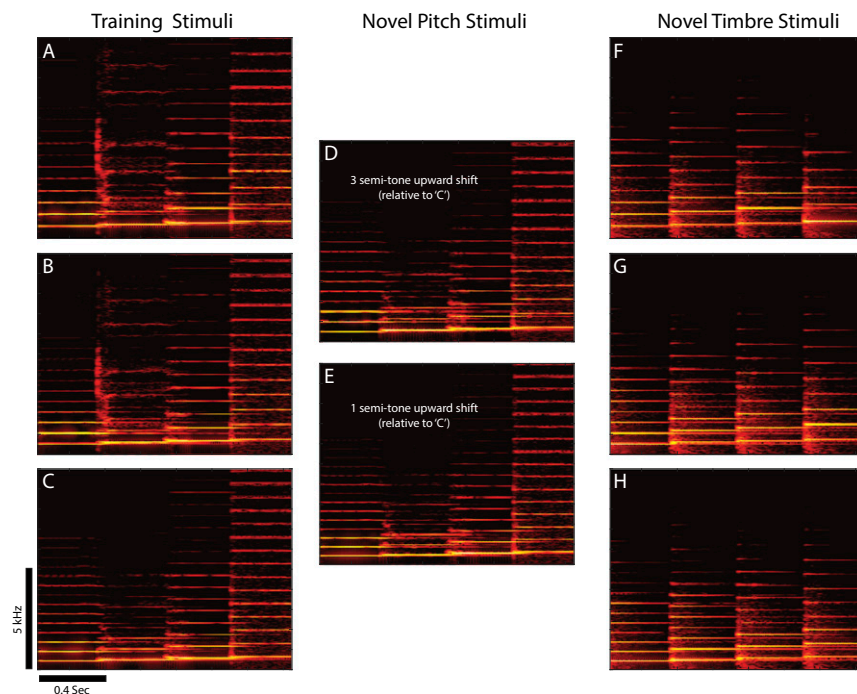 Training Stimuli
Novel Pitch Stimuli
Novel Timbre Stimuli
A
F
D
3 semi-tone upward shift
(relative to 'C')
B
G
E
1 semi-tone upward shift
(relative to 'C')
C
H
5 kHz
0.4 Sec